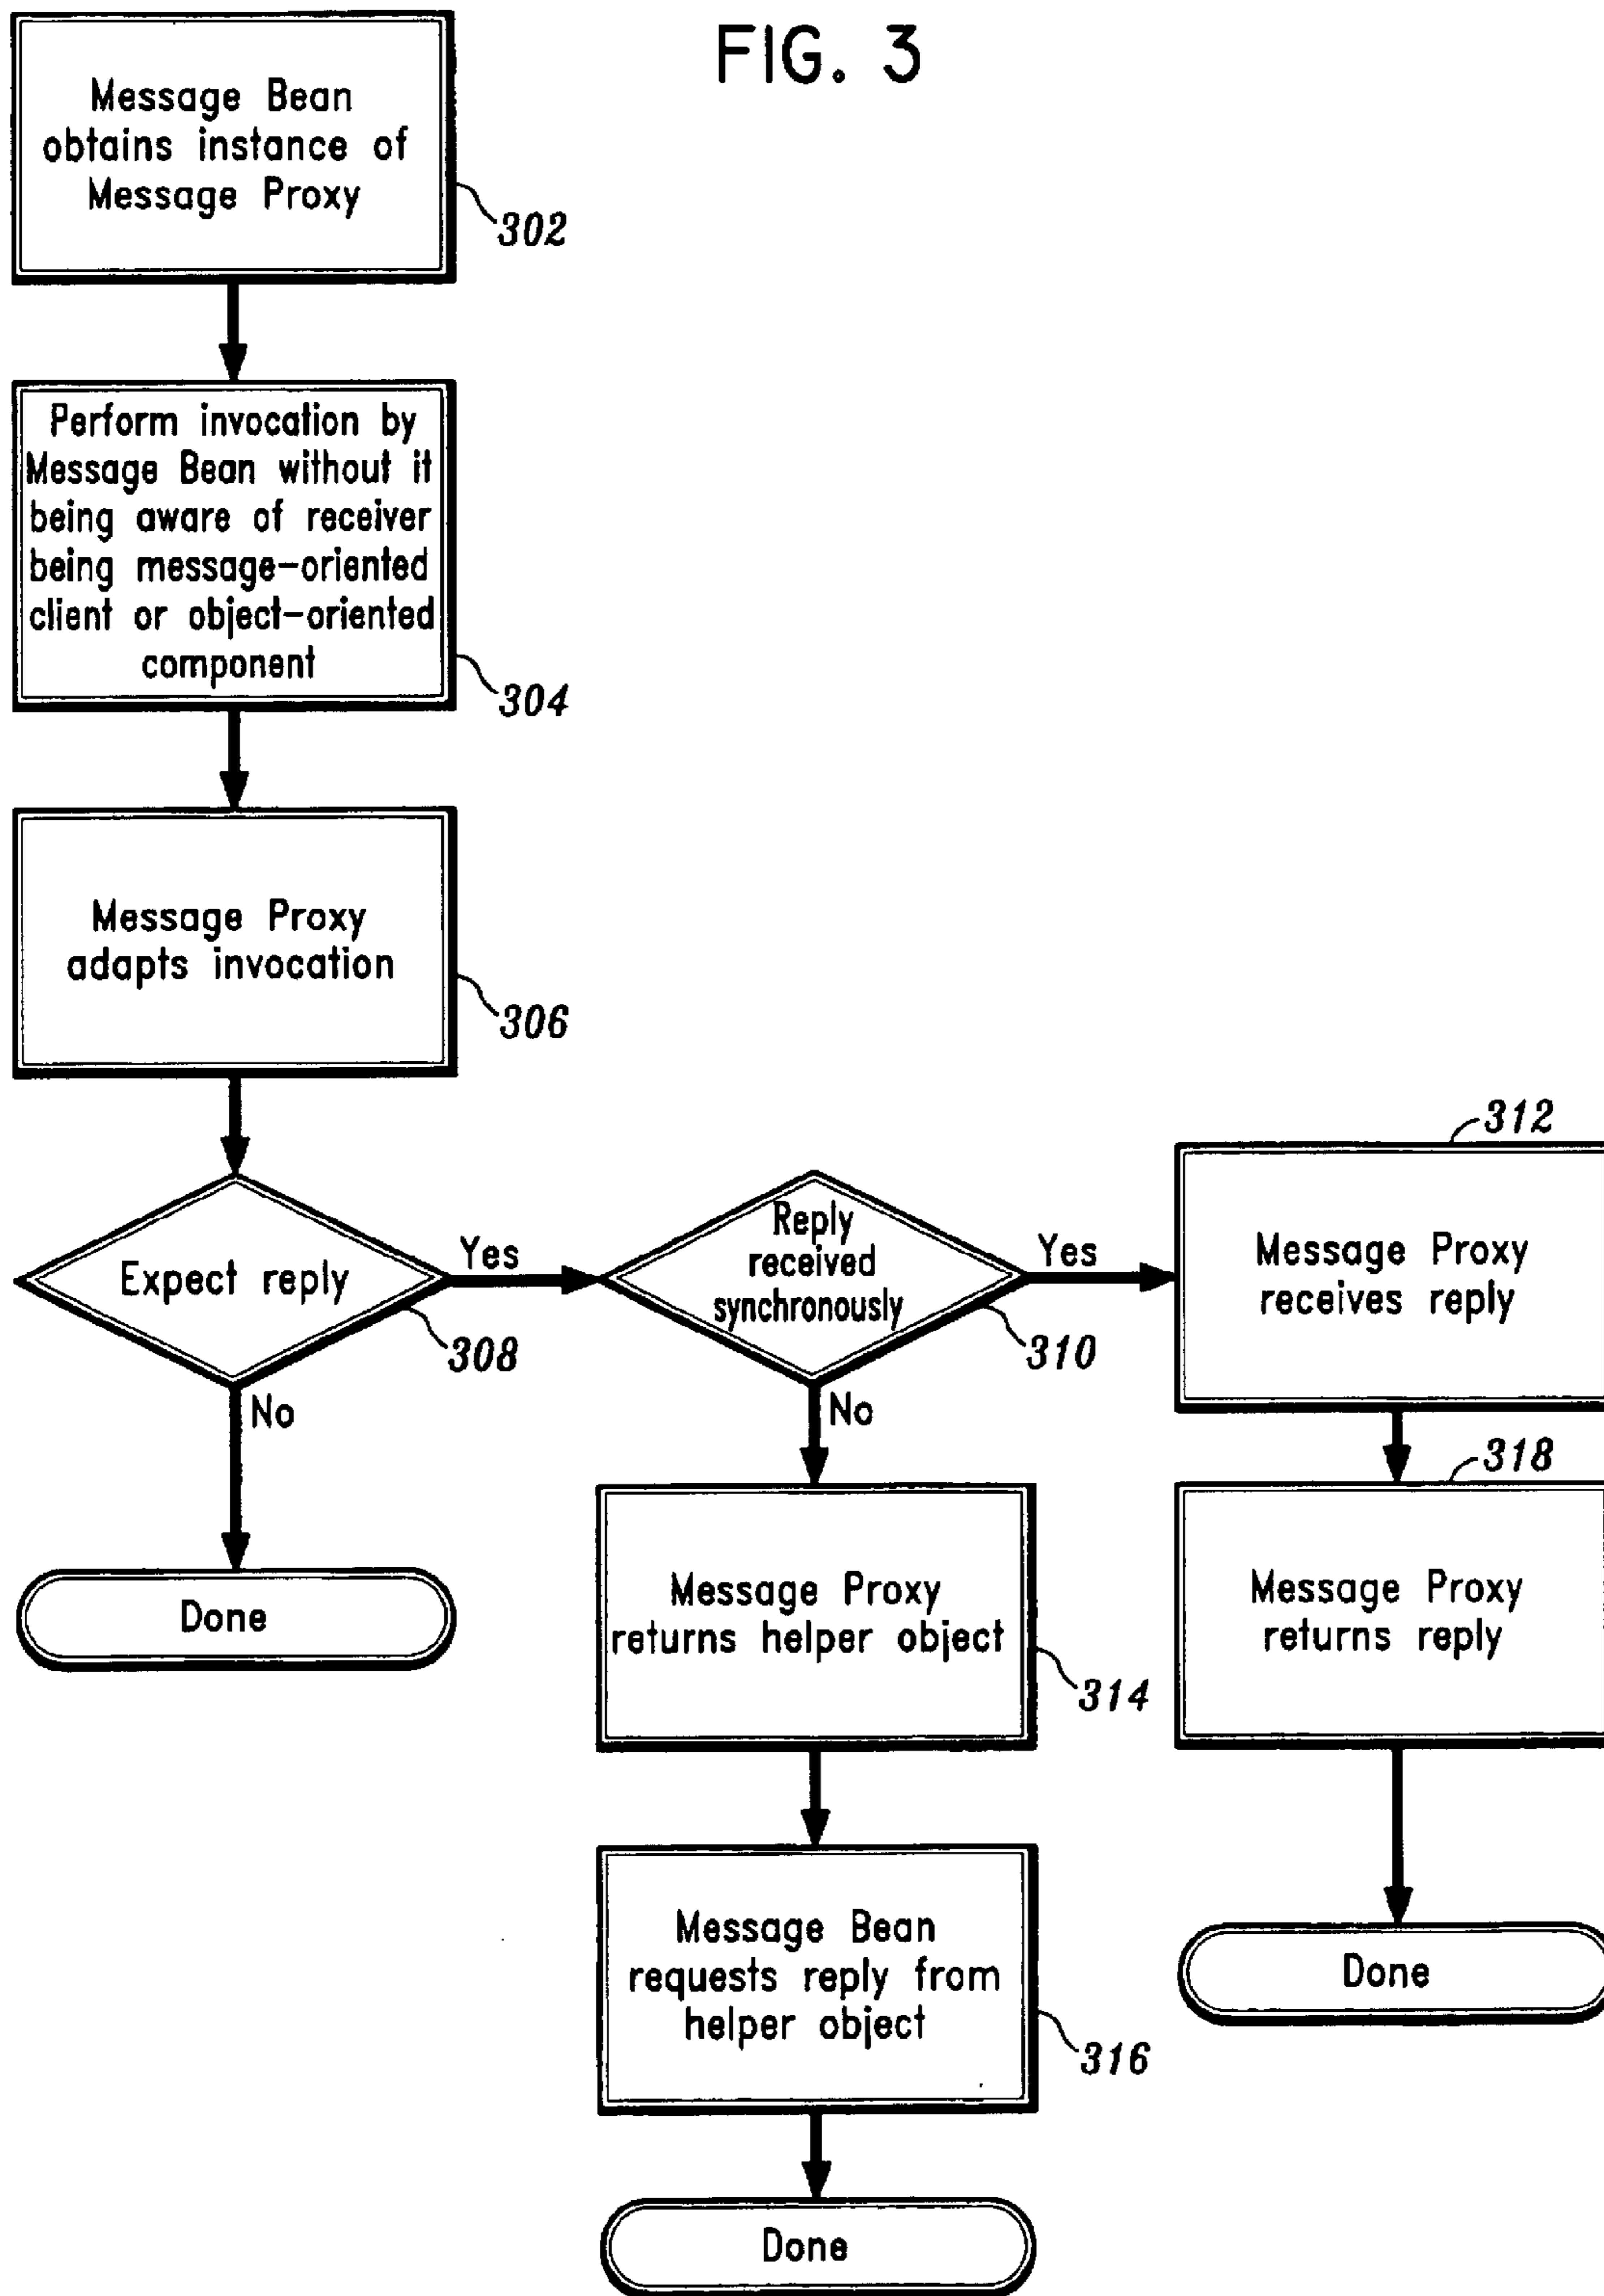 FIG. 3
Message Bean
obtains instance of
Message Proxy
302
Perform invocation by
Message Bean without it
being aware of receiver
being message-oriented
client or object-oriented
component
304
Message Proxy
adapts invocation
306
Expect reply
308
Yes
No
Done
Reply
received
synchronously
310
Yes
No
312
Message Proxy
receives reply
318
Message Proxy
returns reply
Done
Message Proxy
returns helper object
314
Message Bean
requests reply from
helper object
316
Done